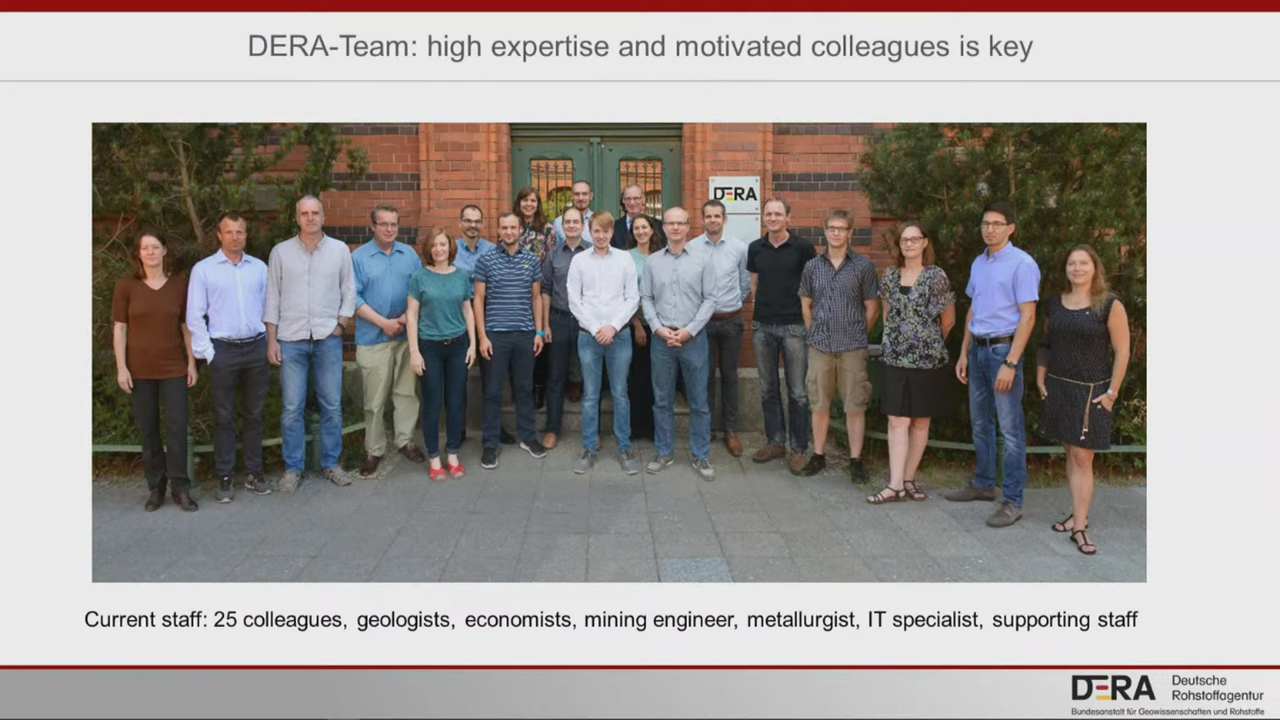 DERA-Team: high expertise and motivated colleagues is key
DERA
Current staff: 25 colleagues, geologists, economists, mining engineer, metallurgist, IT specialist, supporting staff
DERA
Deutsche
Rohstoffagentur
Bundesanstalt für Geowissenschaften und Rohstoffe